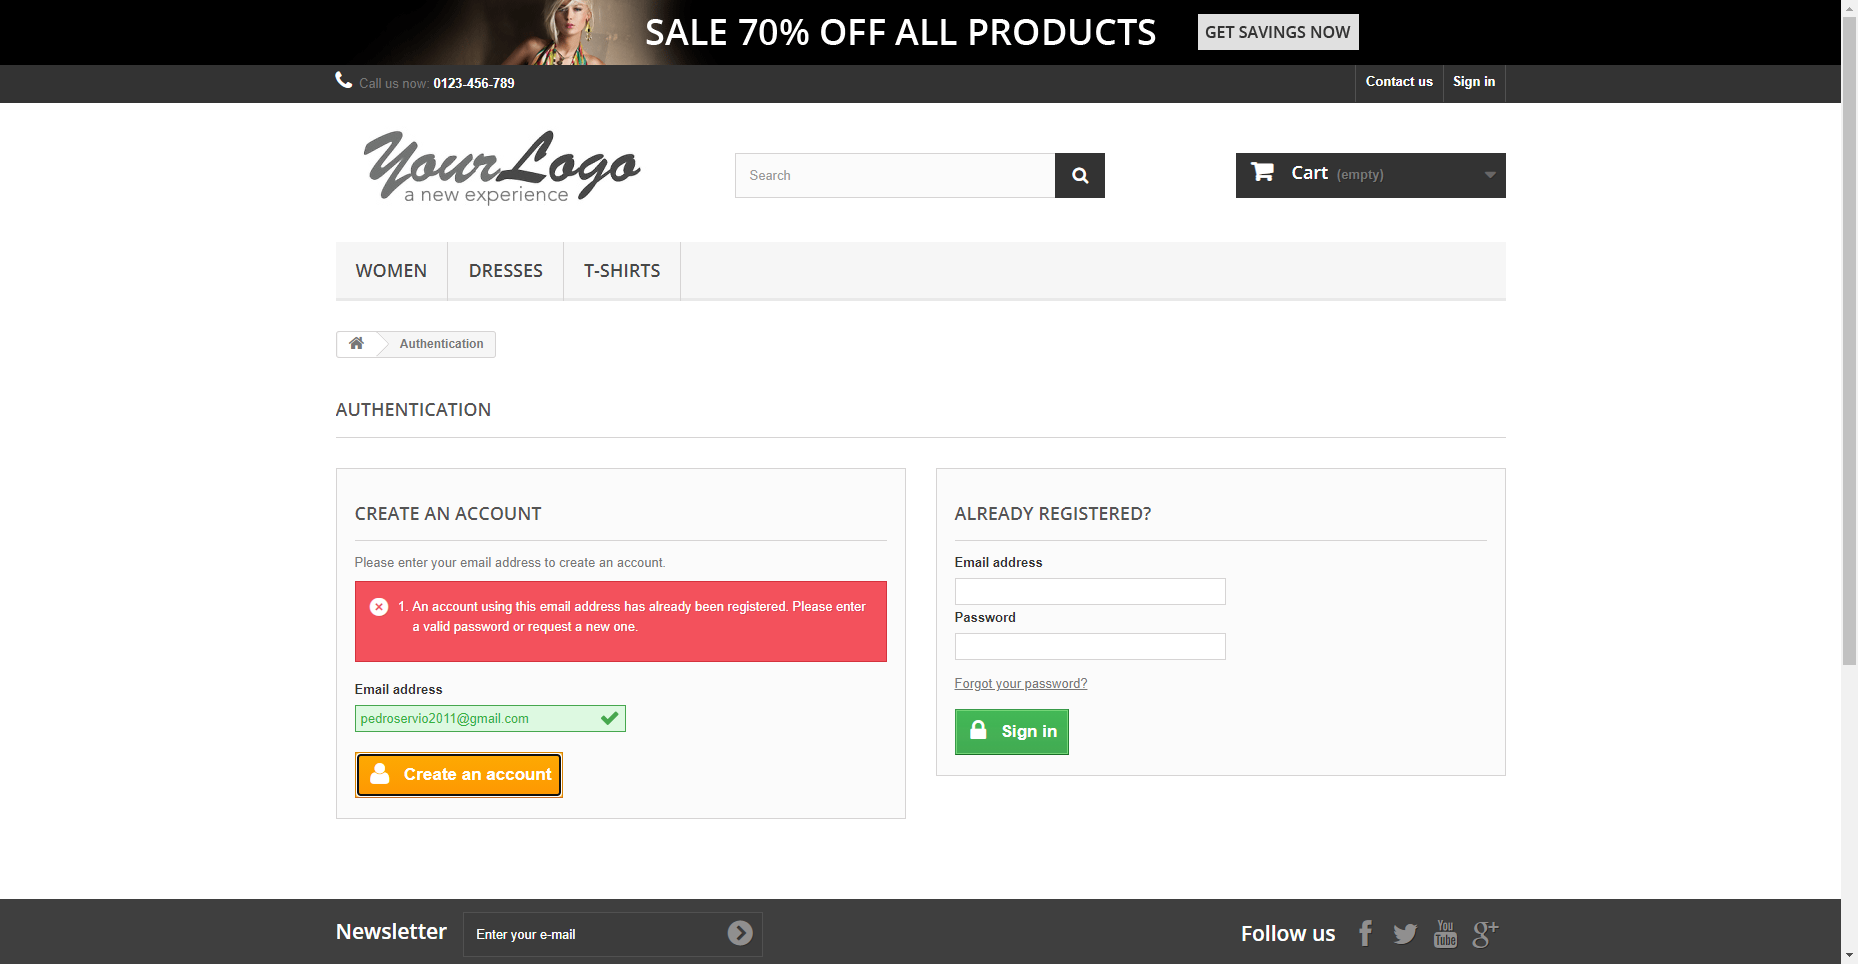 SALE 70% OFF ALL PRODUCTS
GET SAVINGS NOW
Call us now: 0123-456-789
Contact us
Sign in
YourLogo
a new experience
Search
Cart (empty)
WOMEN
DRESSES
T-SHIRTS
Authentication
AUTHENTICATION
CREATE AN ACCOUNT
Please enter your email address to create an account.
1. An account using this email address has already been registered. Please enter
a valid password or request a new one.
Email address
pedroservio2011@gmail.com
Create an account
ALREADY REGISTERED?
Email address
Password
Forgot your password?
Sign in
Newsletter
Enter your e-mail
Follow us
You
Tube
g+